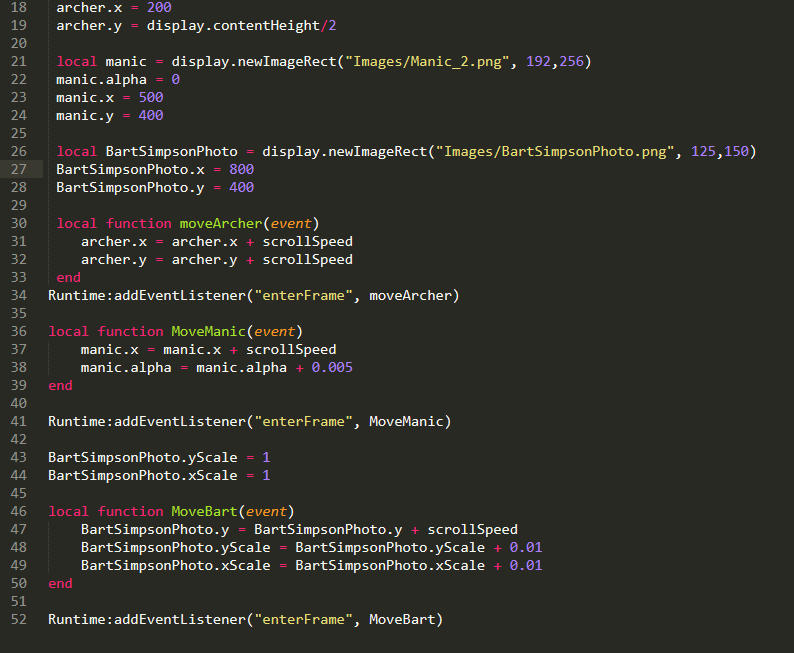 18 archer.x = 200
19 archer.y = display.contentHeight/2
20
21 local manic = display.newImageRect("Images/Manic_2.png", 192,256)
22 manic.alpha = 0
23 manic.x = 500
24 manic.y = 400
25
26 local BartSimpsonPhoto = display.newImageRect("Images/BartSimpsonPhoto.png", 125,150)
27 BartSimpsonPhoto.x = 800
28 BartSimpsonPhoto.y = 400
29
30 local function moveArcher(event)
31 archer.x = archer.x + scrollSpeed
32 archer.y = archer.y + scrollSpeed
33 end
34 Runtime:addEventListener("enterFrame", moveArcher)
35
36 local function MoveManic(event)
37 manic.x = manic.x + scrollSpeed
38 manic.alpha = manic.alpha + 0.005
39 end
40
41 Runtime:addEventListener("enterFrame", MoveManic)
42
43 BartSimpsonPhoto.yScale = 1
44 BartSimpsonPhoto.xScale = 1
45
46 local function MoveBart(event)
47 BartSimpsonPhoto.y = BartSimpsonPhoto.y + scrollSpeed
48 BartSimpsonPhoto.yScale = BartSimpsonPhoto.yScale + 0.01
49 BartSimpsonPhoto.xScale = BartSimpsonPhoto.xScale + 0.01
50 end
51
52 Runtime:addEventListener("enterFrame", MoveBart)